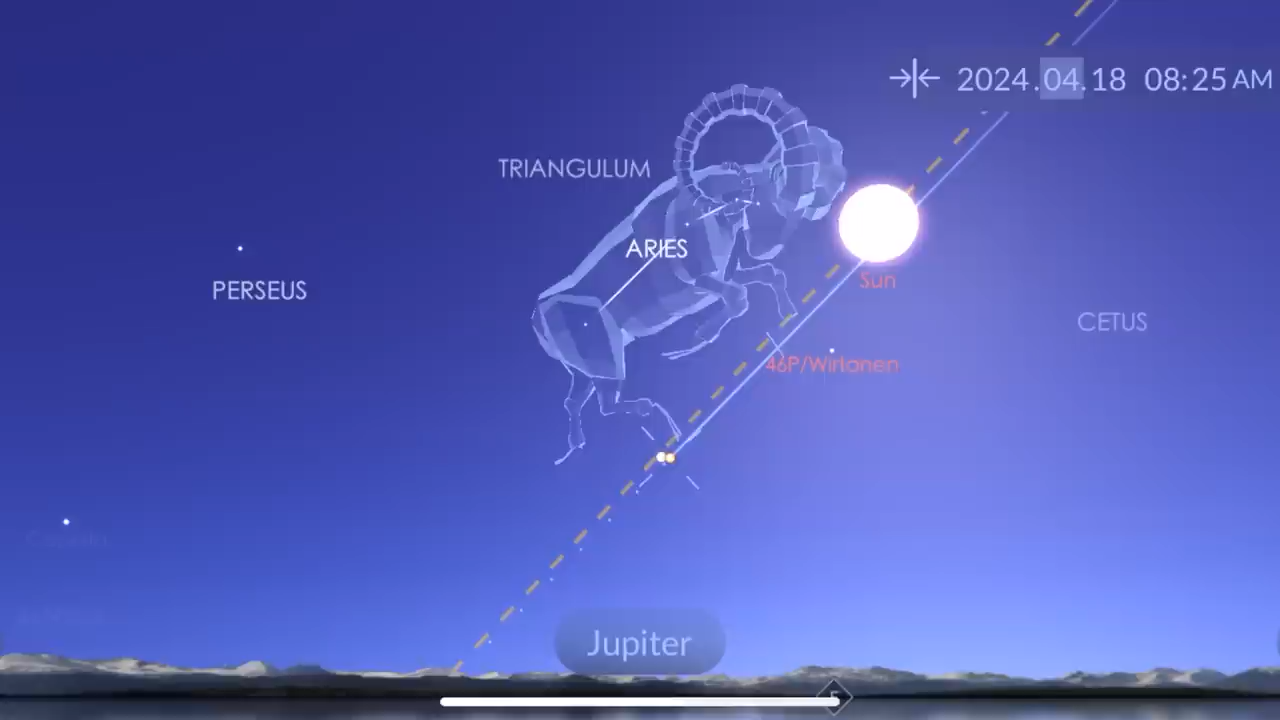 2024.04.18 08:25 AM
TRIANGULUM
ARIES
PERSEUS
Sun
CETUS
46P/Wirtanen
Jupiter
E